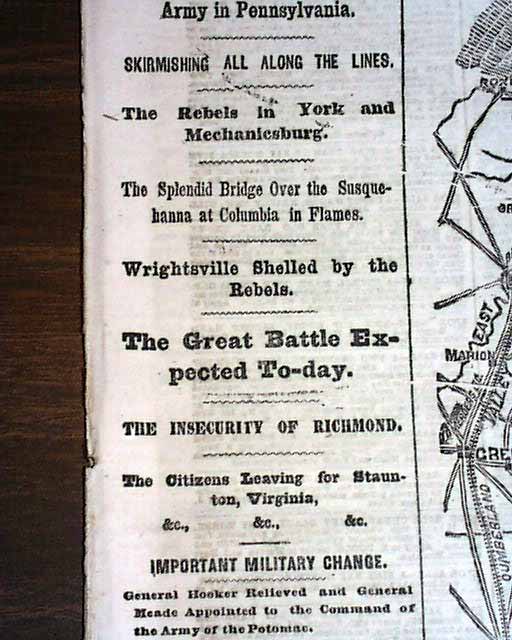 Army in Pennsylvania.
SKIRMISHING ALL ALONG THE LINES.
The Rebels in York and
Mechanicsburg.
The Splendid Bridge Over the Susque-
hanna at Columbia in Flames.
Wrightsville Shelled by the
Rebels.
The Great Battle Ex-
pected To-day.
THE INSECURITY OF RICHMOND.
The Citizens Leaving for Staun-
ton, Virginia,
&c., &c., &c.
IMPORTANT MILITARY CHANGE.
General Hooker Relieved and General
Meade Appointed to the Command of
the Army of the Potomac.
EAST
MARION
VALLEY
GRE
CUMBERLAND